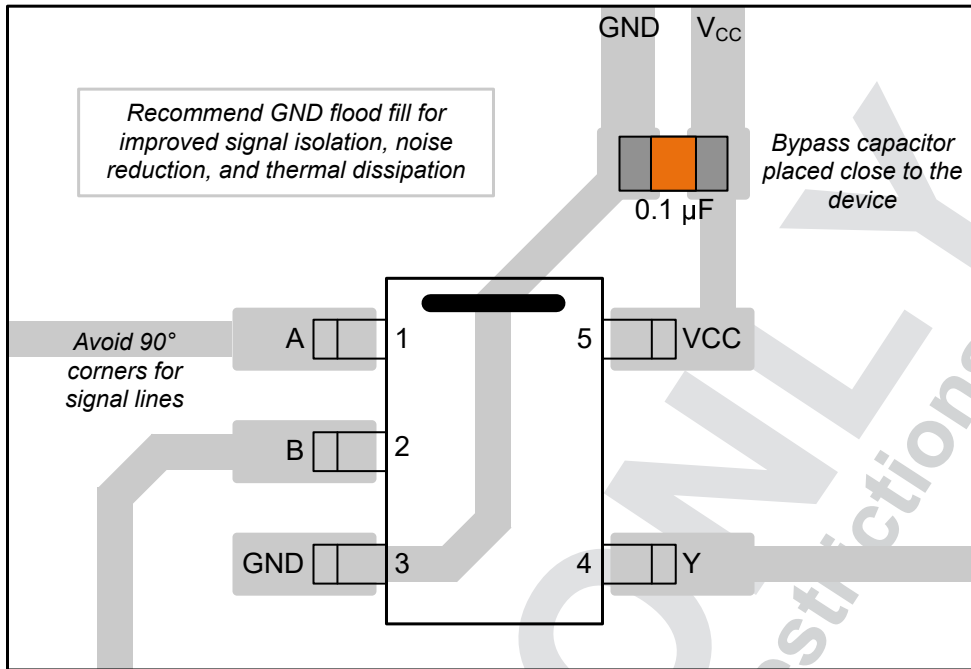 GND VCC
Recommend GND flood fill for
improved signal isolation, noise
reduction, and thermal dissipation
Bypass capacitor
placed close to the
device
0.1 µF
A 1 5 VCC
Avoid 90°
corners for
signal lines
B 2
GND 3 4 Y
ONLY